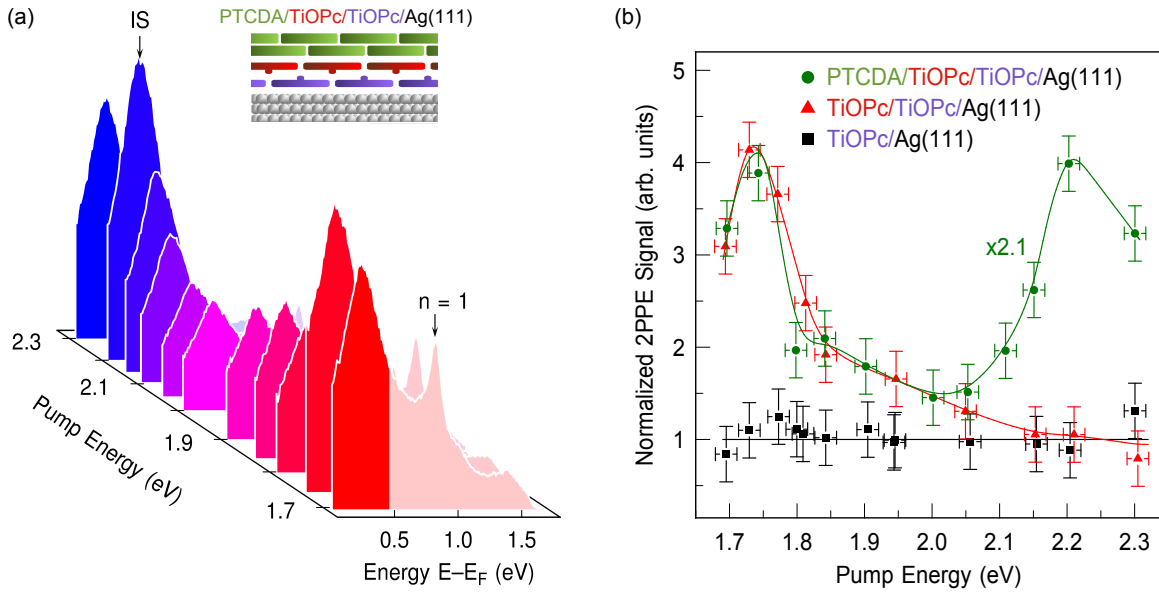 (a)
IS
PTCDA/TiOPc/TiOPc/Ag(111)
n = 1
2.3
2.1
1.9
1.7
Pump Energy (eV)
0.5
1.0
1.5
Energy E–E_F (eV)
(b)
5
4
3
2
1
Normalized 2PPE Signal (arb. units)
PTCDA/TiOPc/TiOPc/Ag(111)
TiOPc/TiOPc/Ag(111)
TiOPc/Ag(111)
x2.1
1.7 1.8 1.9 2.0 2.1 2.2 2.3
Pump Energy (eV)